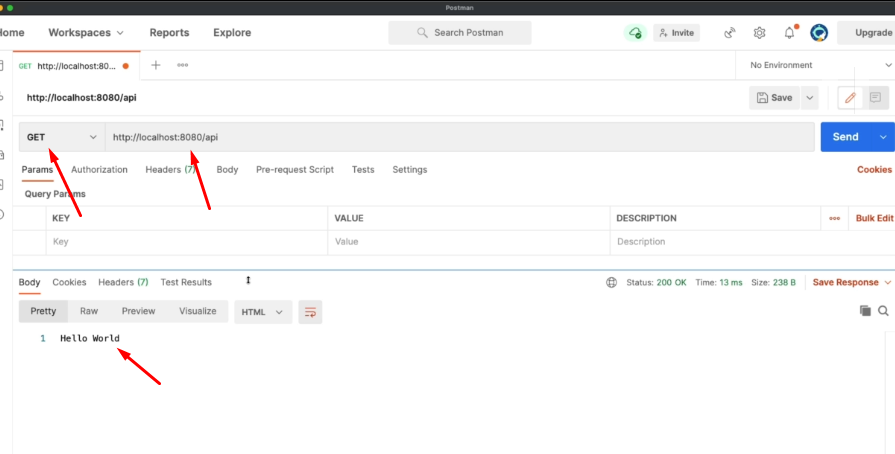 Postman
Home Workspaces Reports Explore Search Postman Invite Upgrade
GET http://localhost:80... No Environment
http://localhost:8080/api Save
GET http://localhost:8080/api Send
Params Authorization Headers (7) Body Pre-request Script Tests Settings Cookies
Query Params
KEY VALUE DESCRIPTION Bulk Edit
Key Value Description
Body Cookies Headers (7) Test Results Status: 200 OK Time: 13 ms Size: 238 B Save Response
Pretty Raw Preview Visualize HTML
1 Hello World